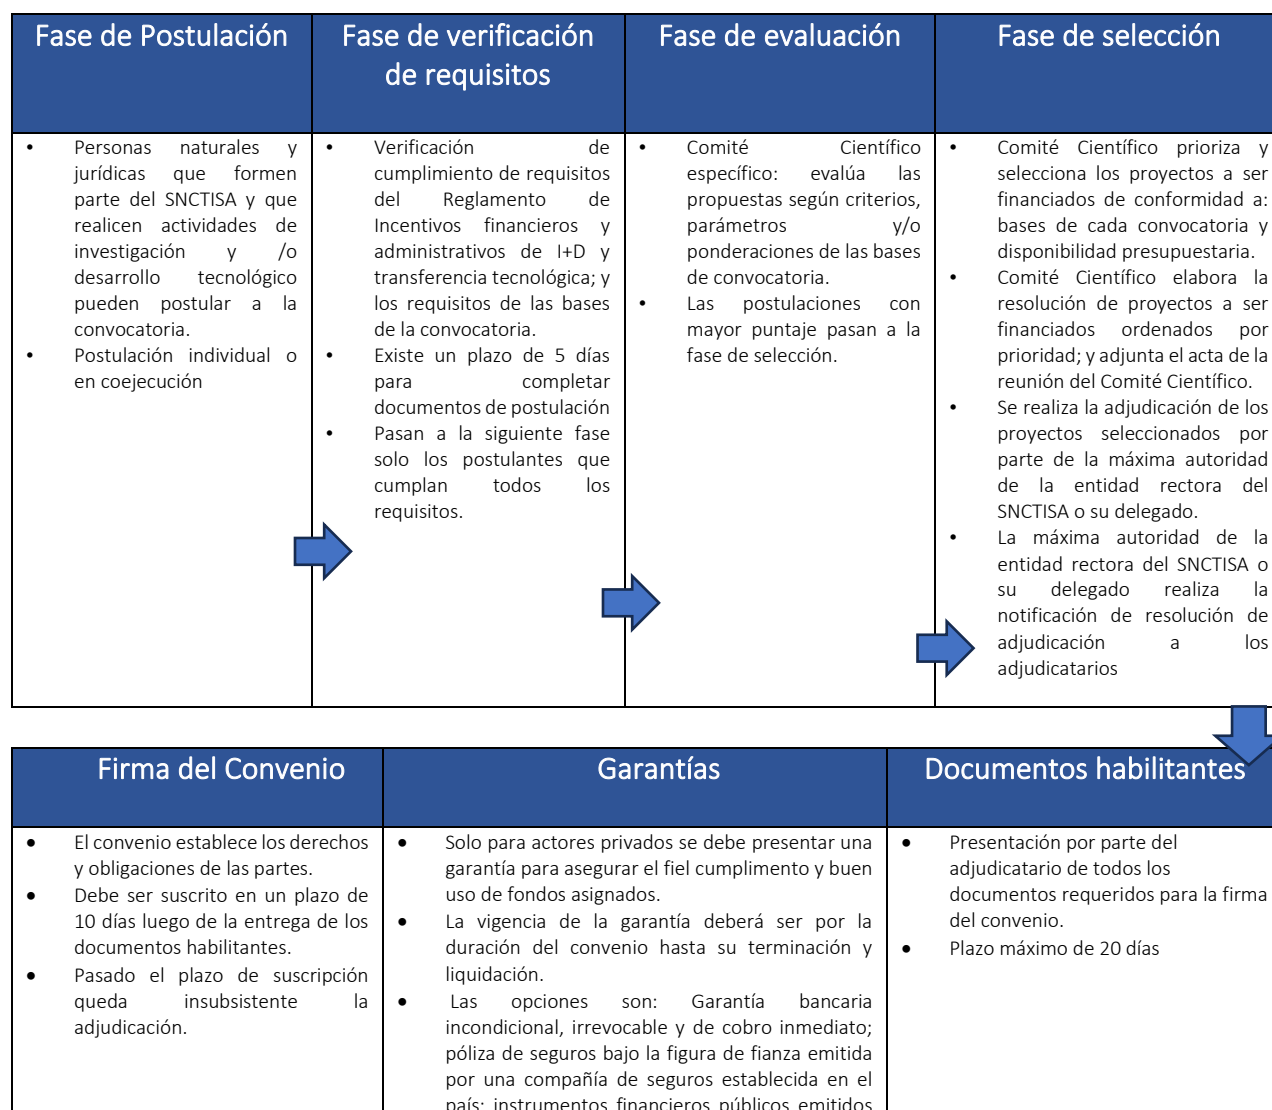 Fase de Postulación
Personas naturales y
jurídicas que formen
parte del SNCTISA y que
realicen actividades de
investigación y /o
desarrollo tecnológico
pueden postular a la
convocatoria.
Postulación individual o
en coejecución
Fase de verificación
de requisitos
Verificación de
cumplimiento de requisitos
del Reglamento de
Incentivos financieros y
administrativos de I+D y
transferencia tecnológica; y
los requisitos de las bases
de la convocatoria.
Existe un plazo de 5 días
para completar
documentos de postulación
Pasan a la siguiente fase
solo los postulantes que
cumplan todos los
requisitos.
Fase de evaluación
Comité Científico
específico: evalúa las
propuestas según criterios,
parámetros y/o
ponderaciones de las bases
de convocatoria.
Las postulaciones con
mayor puntaje pasan a la
fase de selección.
Fase de selección
Comité Científico prioriza y
selecciona los proyectos a ser
financiados de conformidad a:
bases de cada convocatoria y
disponibilidad presupuestaria.
Comité Científico elabora la
resolución de proyectos a ser
financiados ordenados por
prioridad; y adjunta el acta de la
reunión del Comité Científico.
Se realiza la adjudicación de los
proyectos seleccionados por
parte de la máxima autoridad
de la entidad rectora del
SNCTISA o su delegado.
La máxima autoridad de la
entidad rectora del SNCTISA o
su delegado realiza la
notificación de resolución de
adjudicación a los
adjudicatarios
Firma del Convenio
El convenio establece los derechos
y obligaciones de las partes.
Debe ser suscrito en un plazo de
10 días luego de la entrega de los
documentos habilitantes.
Pasado el plazo de suscripción
queda insubsistente la
adjudicación.
Garantías
Solo para actores privados se debe presentar una
garantía para asegurar el fiel cumplimento y buen
uso de fondos asignados.
La vigencia de la garantía deberá ser por la
duración del convenio hasta su terminación y
liquidación.
Las opciones son: Garantía bancaria
incondicional, irrevocable y de cobro inmediato;
póliza de seguros bajo la figura de fianza emitida
por una compañía de seguros establecida en el
país; instrumentos financieros públicos emitidos
Documentos habilitantes
Presentación por parte del
adjudicatario de todos los
documentos requeridos para la firma
del convenio.
Plazo máximo de 20 días